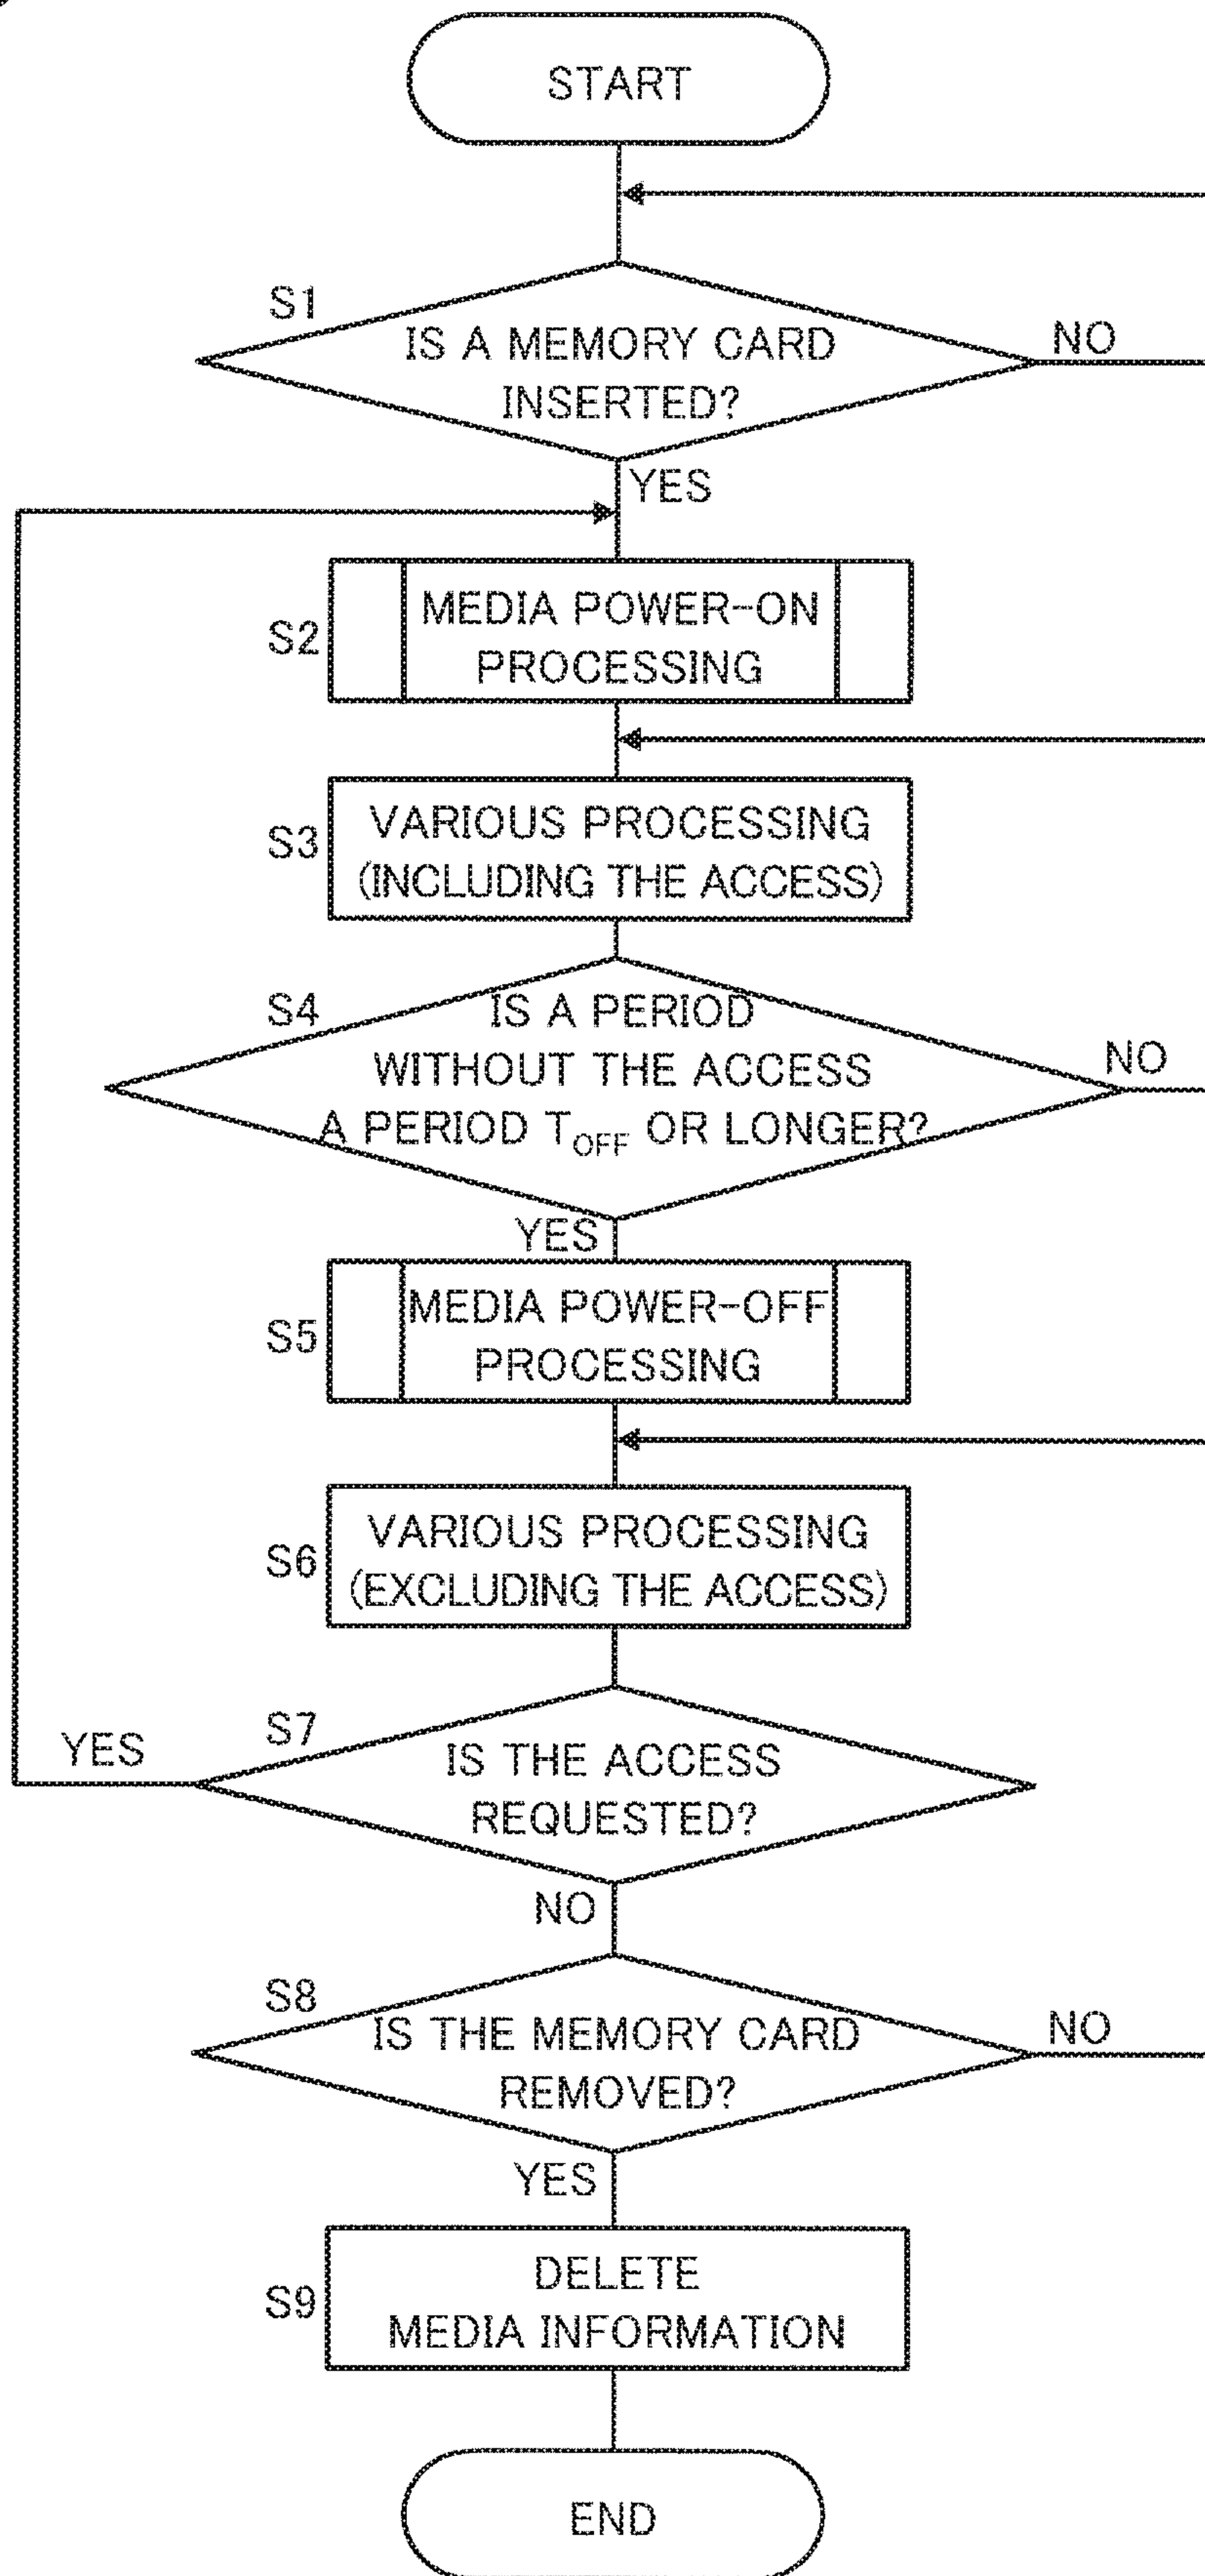 START
S1
IS A MEMORY CARD
INSERTED?
NO
YES
S2
MEDIA POWER-ON
PROCESSING
S3
VARIOUS PROCESSING
(INCLUDING THE ACCESS)
S4
IS A PERIOD
WITHOUT THE ACCESS
A PERIOD TOFF OR LONGER?
NO
YES
S5
MEDIA POWER-OFF
PROCESSING
S6
VARIOUS PROCESSING
(EXCLUDING THE ACCESS)
S7
YES
IS THE ACCESS
REQUESTED?
NO
S8
IS THE MEMORY CARD
REMOVED?
NO
YES
S9
DELETE
MEDIA INFORMATION
END